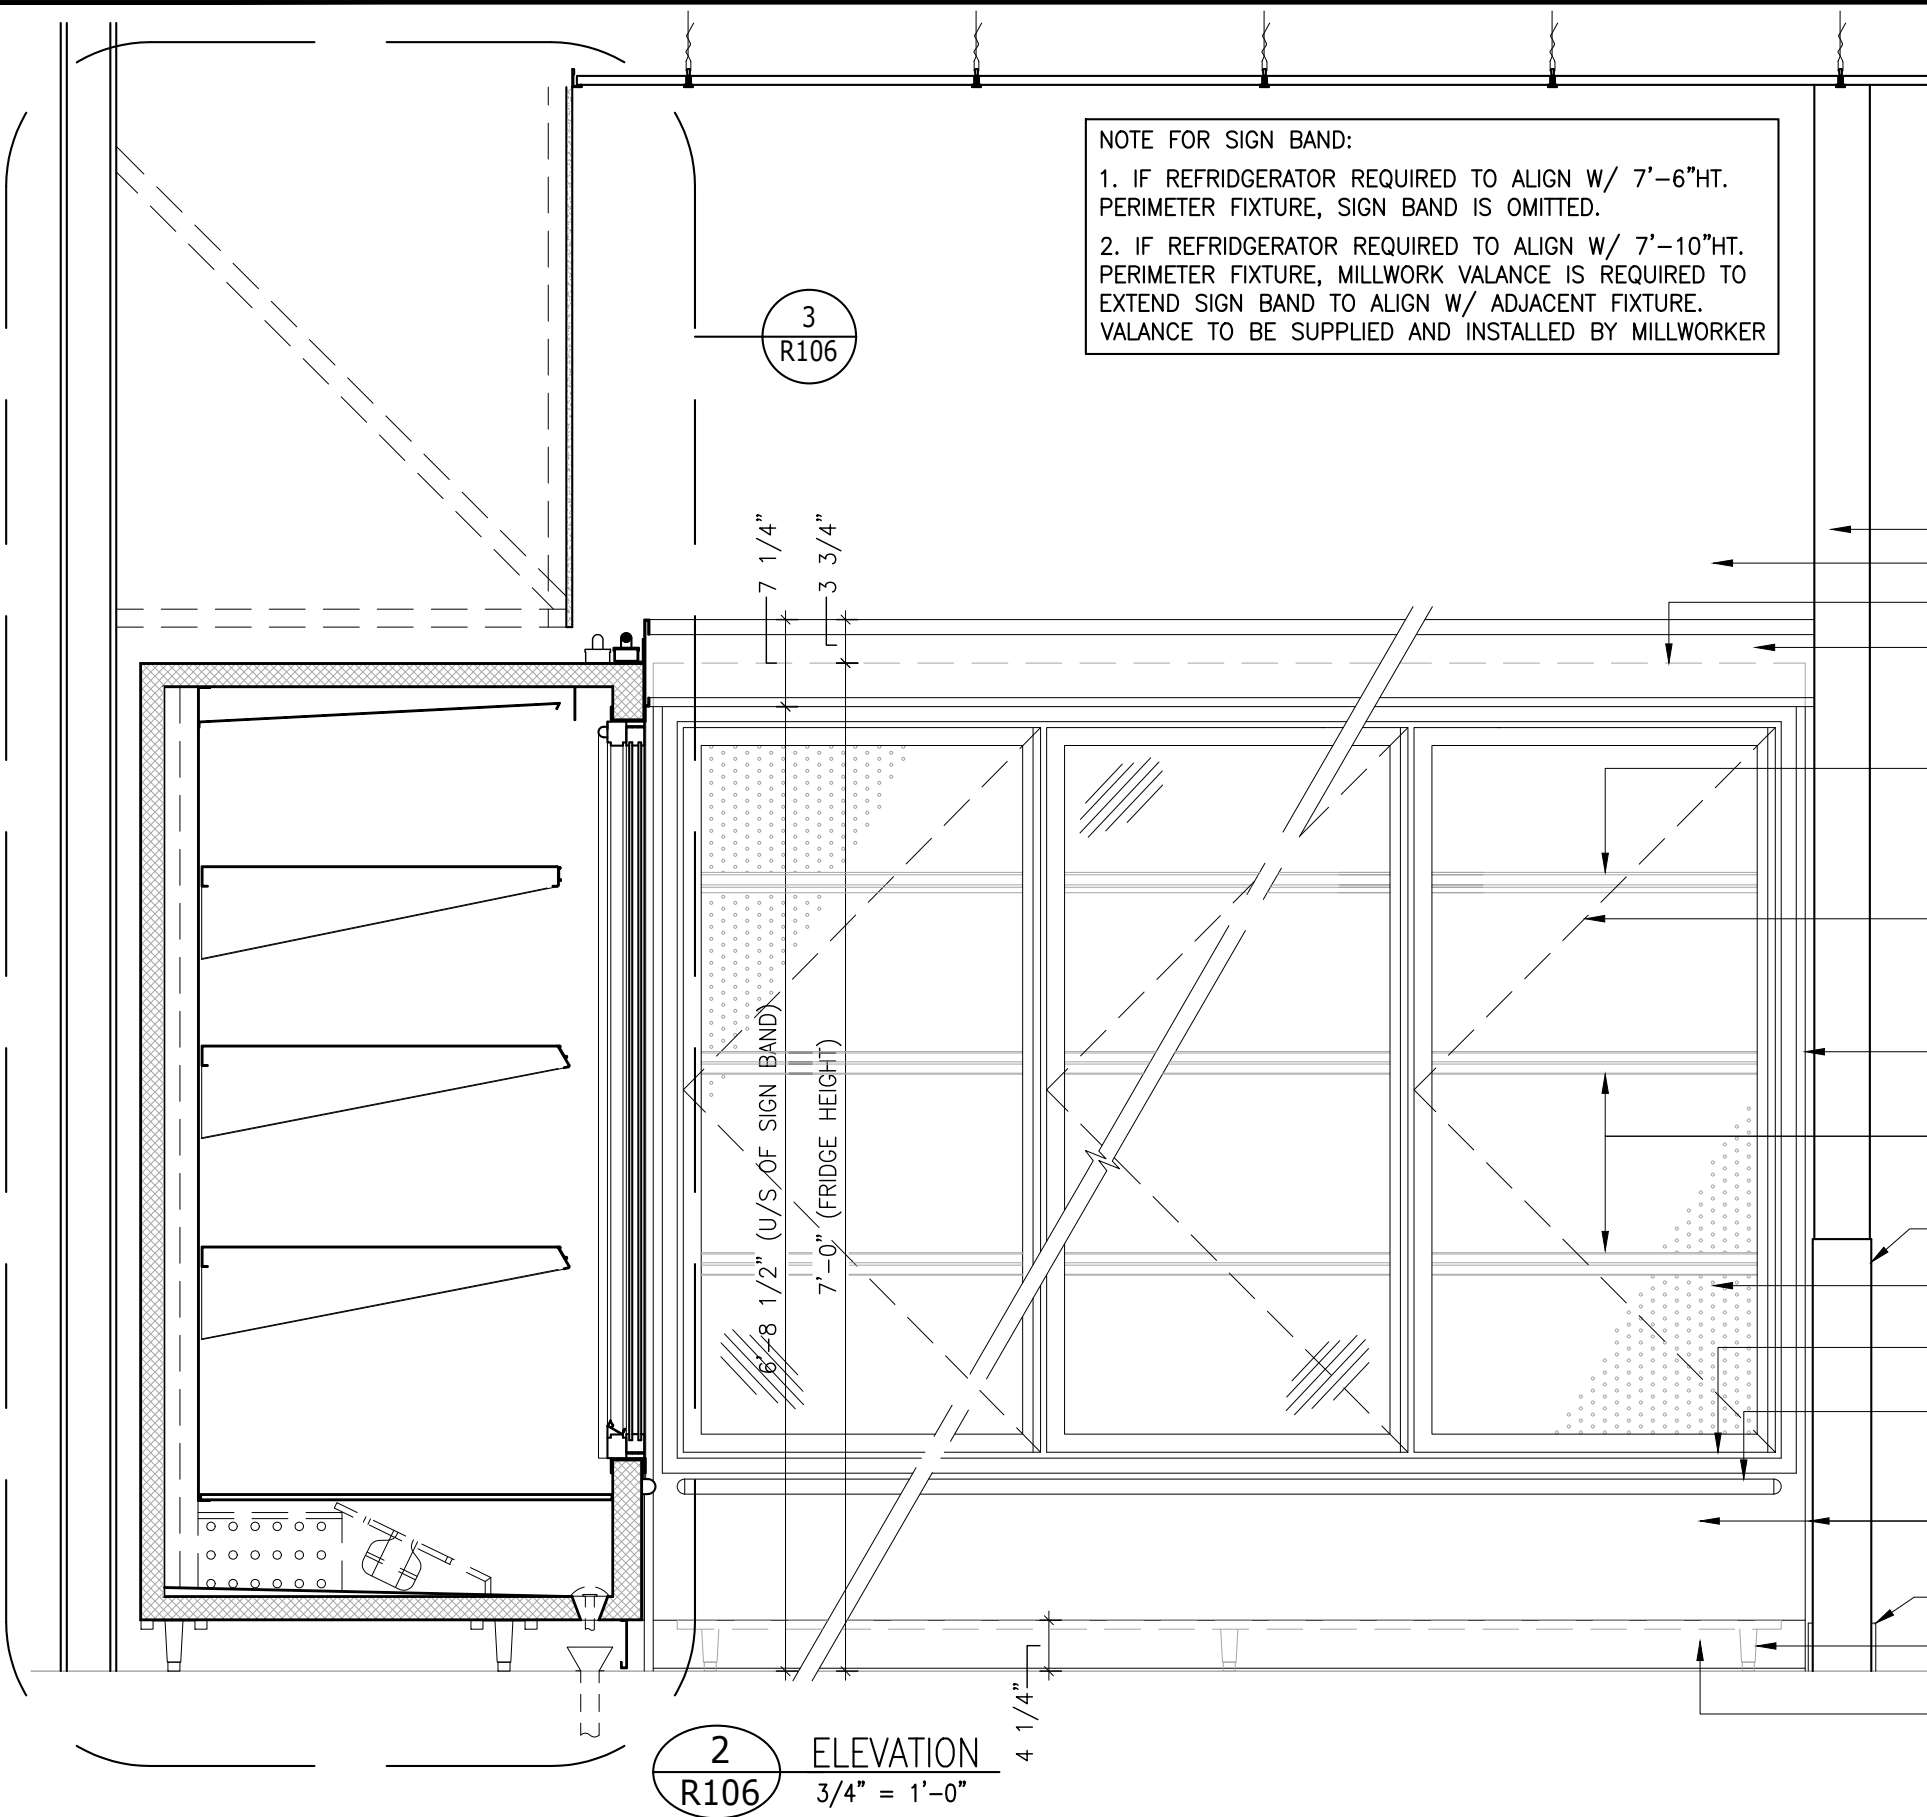 NOTE FOR SIGN BAND:
1. IF REFRIDGERATOR REQUIRED TO ALIGN W/ 7'-6"HT.
PERIMETER FIXTURE, SIGN BAND IS OMITTED.
2. IF REFRIDGERATOR REQUIRED TO ALIGN W/ 7'-10"HT.
PERIMETER FIXTURE, MILLWORK VALANCE IS REQUIRED TO
EXTEND SIGN BAND TO ALIGN W/ ADJACENT FIXTURE.
VALANCE TO BE SUPPLIED AND INSTALLED BY MILLWORKER
3
R106
7 1/4"
3 3/4"
6'-8 1/2" (U/S OF SIGN BAND)
7'-0" (FRIDGE HEIGHT)
4 1/4"
2
R106
ELEVATION
3/4" = 1'-0"